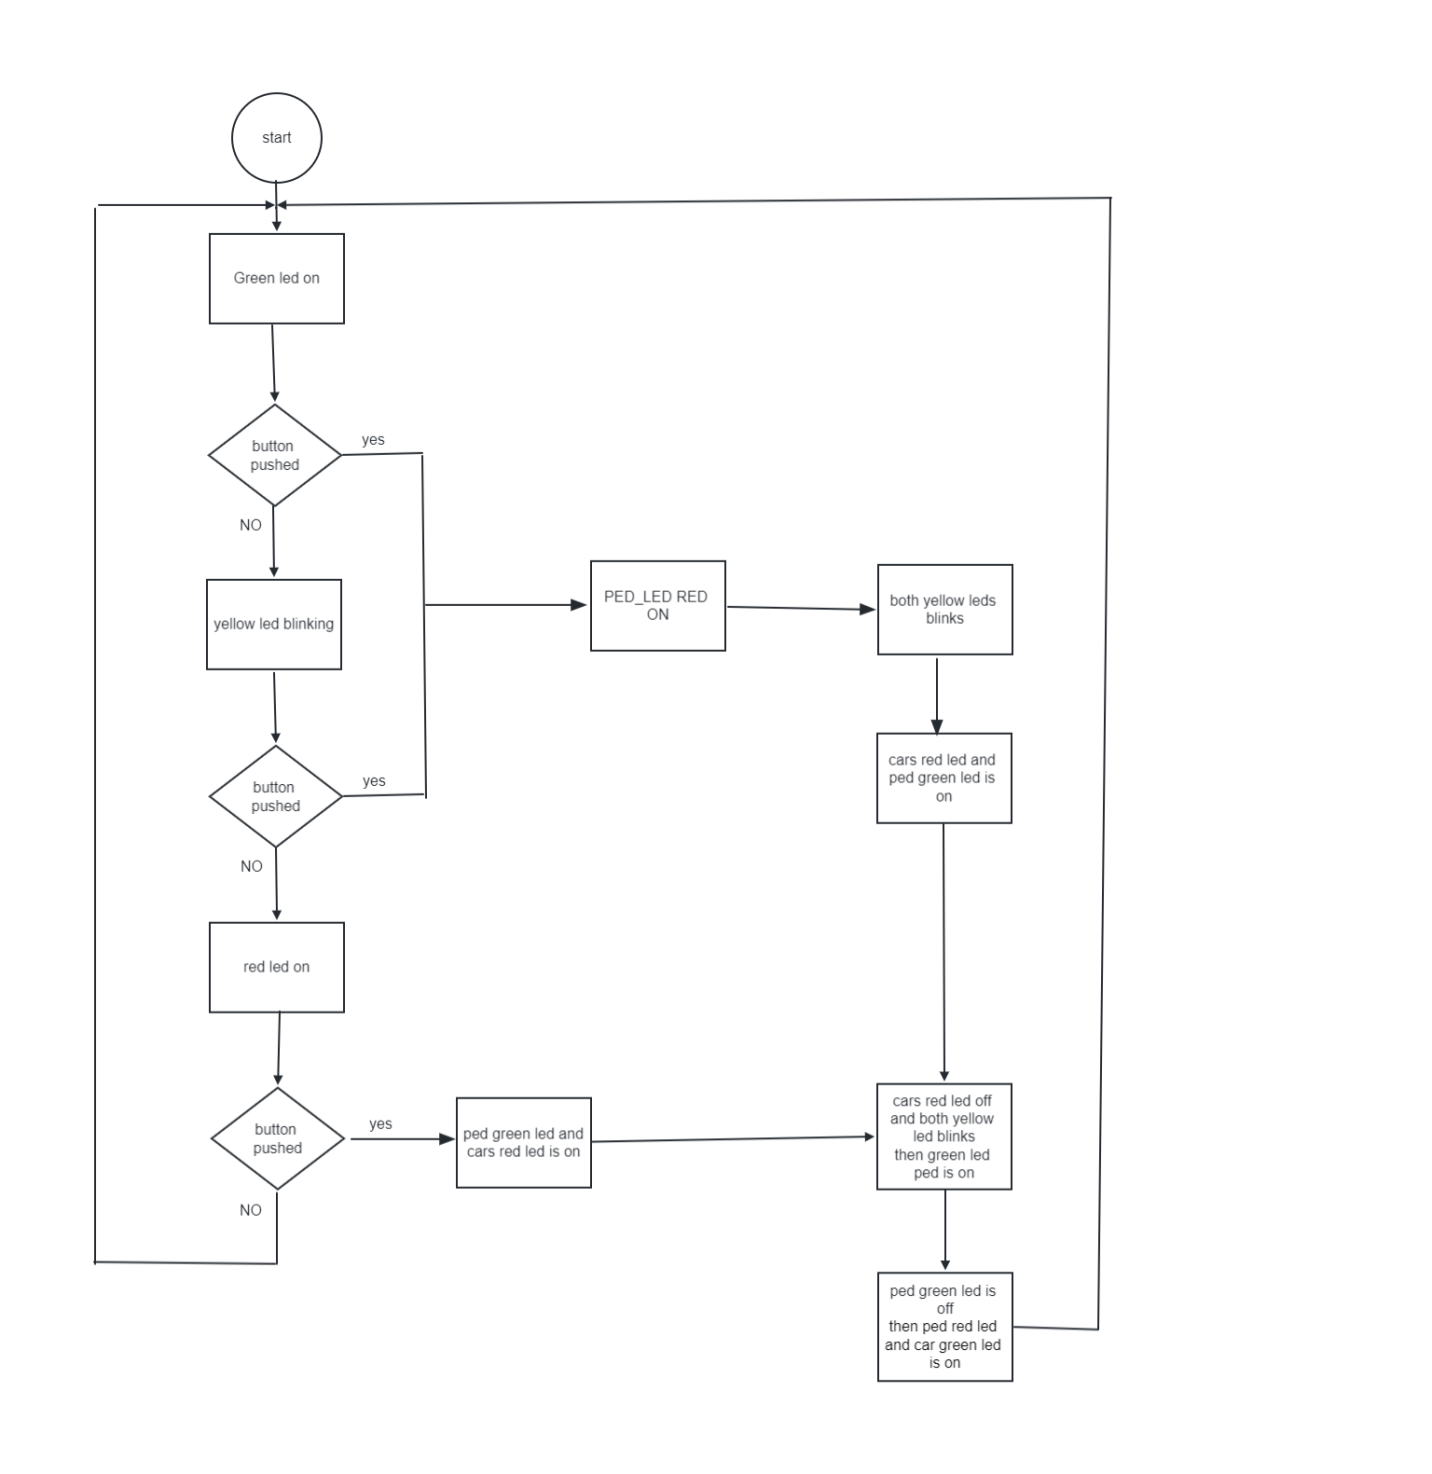 start
Green led on
button
pushed
yes
NO
yellow led blinking
PED_LED RED
ON
both yellow leds
blinks
cars red led and
ped green led is
on
button
pushed
yes
NO
red led on
button
pushed
yes
NO
ped green led and
cars red led is on
cars red led off
and both yellow
led blinks
then green led
ped is on
ped green led is
off
then ped red led
and car green led
is on